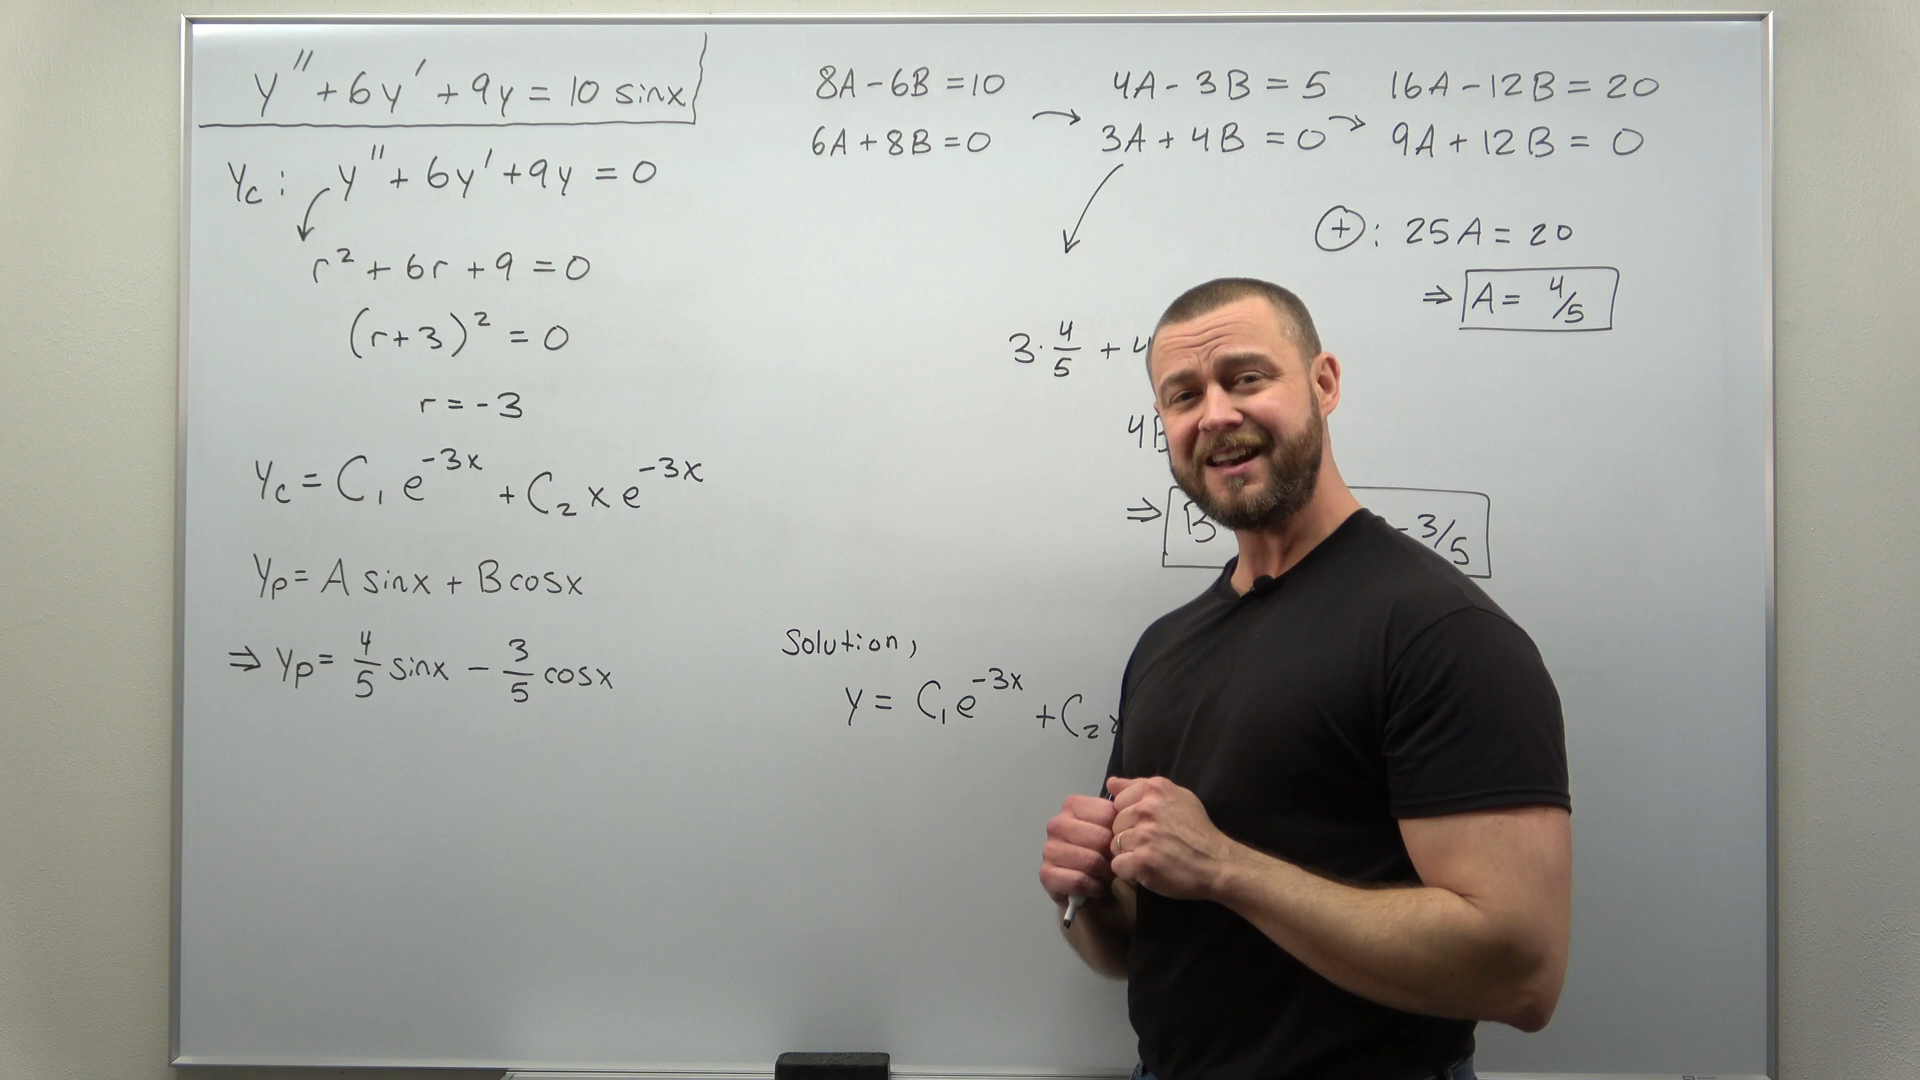 y'' + 6y' + 9y = 10 sinx
Yc: y'' + 6y' + 9y = 0
r² + 6r + 9 = 0
(r+3)² = 0
r = -3
Yc = C₁ e^-3x + C₂ x e^-3x
Yp = A sinx + B cosx
⇒ Yp = 4/5 sinx - 3/5 cosx
8A - 6B = 10
6A + 8B = 0
→
4A - 3B = 5
3A + 4B = 0
→
16A - 12B = 20
9A + 12B = 0
(+): 25A = 20
⇒ A = 4/5
3 · 4/5 + 4
4B
⇒ B - 3/5
Solution,
y = C₁e^-3x + C₂